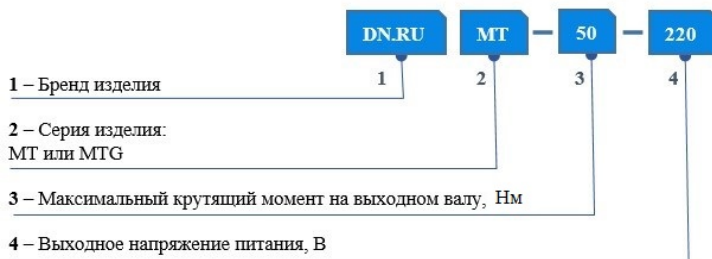 DN.RU MT – 50 – 220
1 2 3 4
1 – Бренд изделия
2 – Серия изделия:
МТ или MTG
3 – Максимальный крутящий момент на выходном валу, Нм
4 – Выходное напряжение питания, В